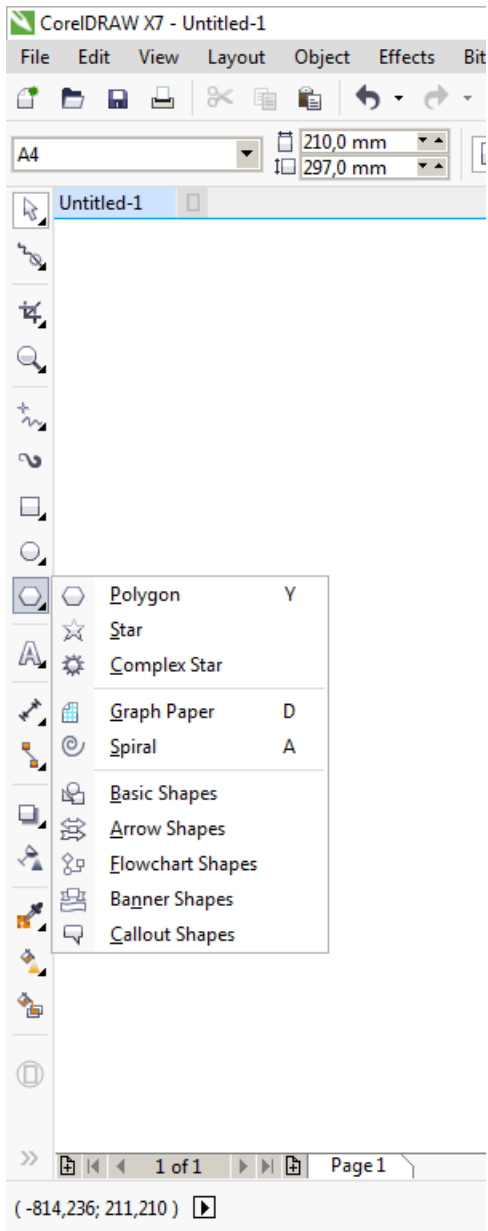 CorelDRAW X7 - Untitled-1
File Edit View Layout Object Effects Bit
A4
210,0 mm
297,0 mm
Untitled-1
Polygon Y
Star
Complex Star
Graph Paper D
Spiral A
Basic Shapes
Arrow Shapes
Flowchart Shapes
Banner Shapes
Callout Shapes
1 of 1 Page 1
( -814,236; 211,210 )